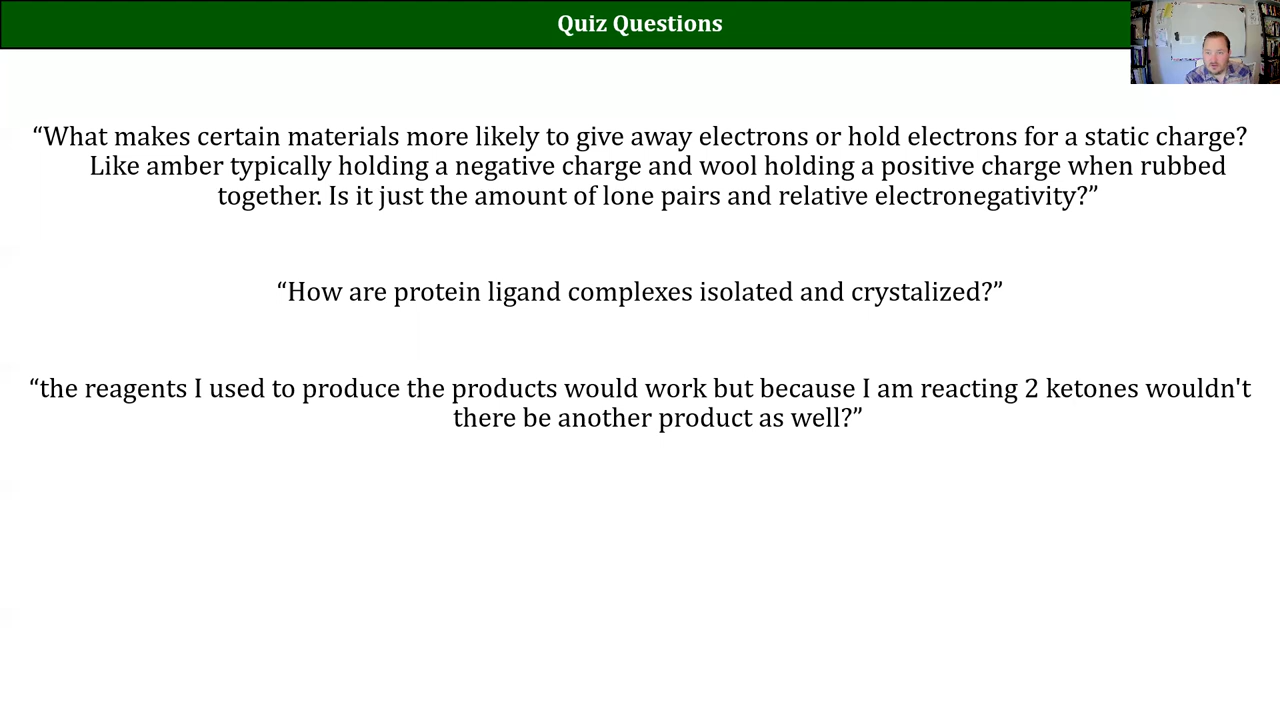 Quiz Questions
“What makes certain materials more likely to give away electrons or hold electrons for a static charge?
Like amber typically holding a negative charge and wool holding a positive charge when rubbed
together. Is it just the amount of lone pairs and relative electronegativity?”
“How are protein ligand complexes isolated and crystalized?”
“the reagents I used to produce the products would work but because I am reacting 2 ketones wouldn't
there be another product as well?”